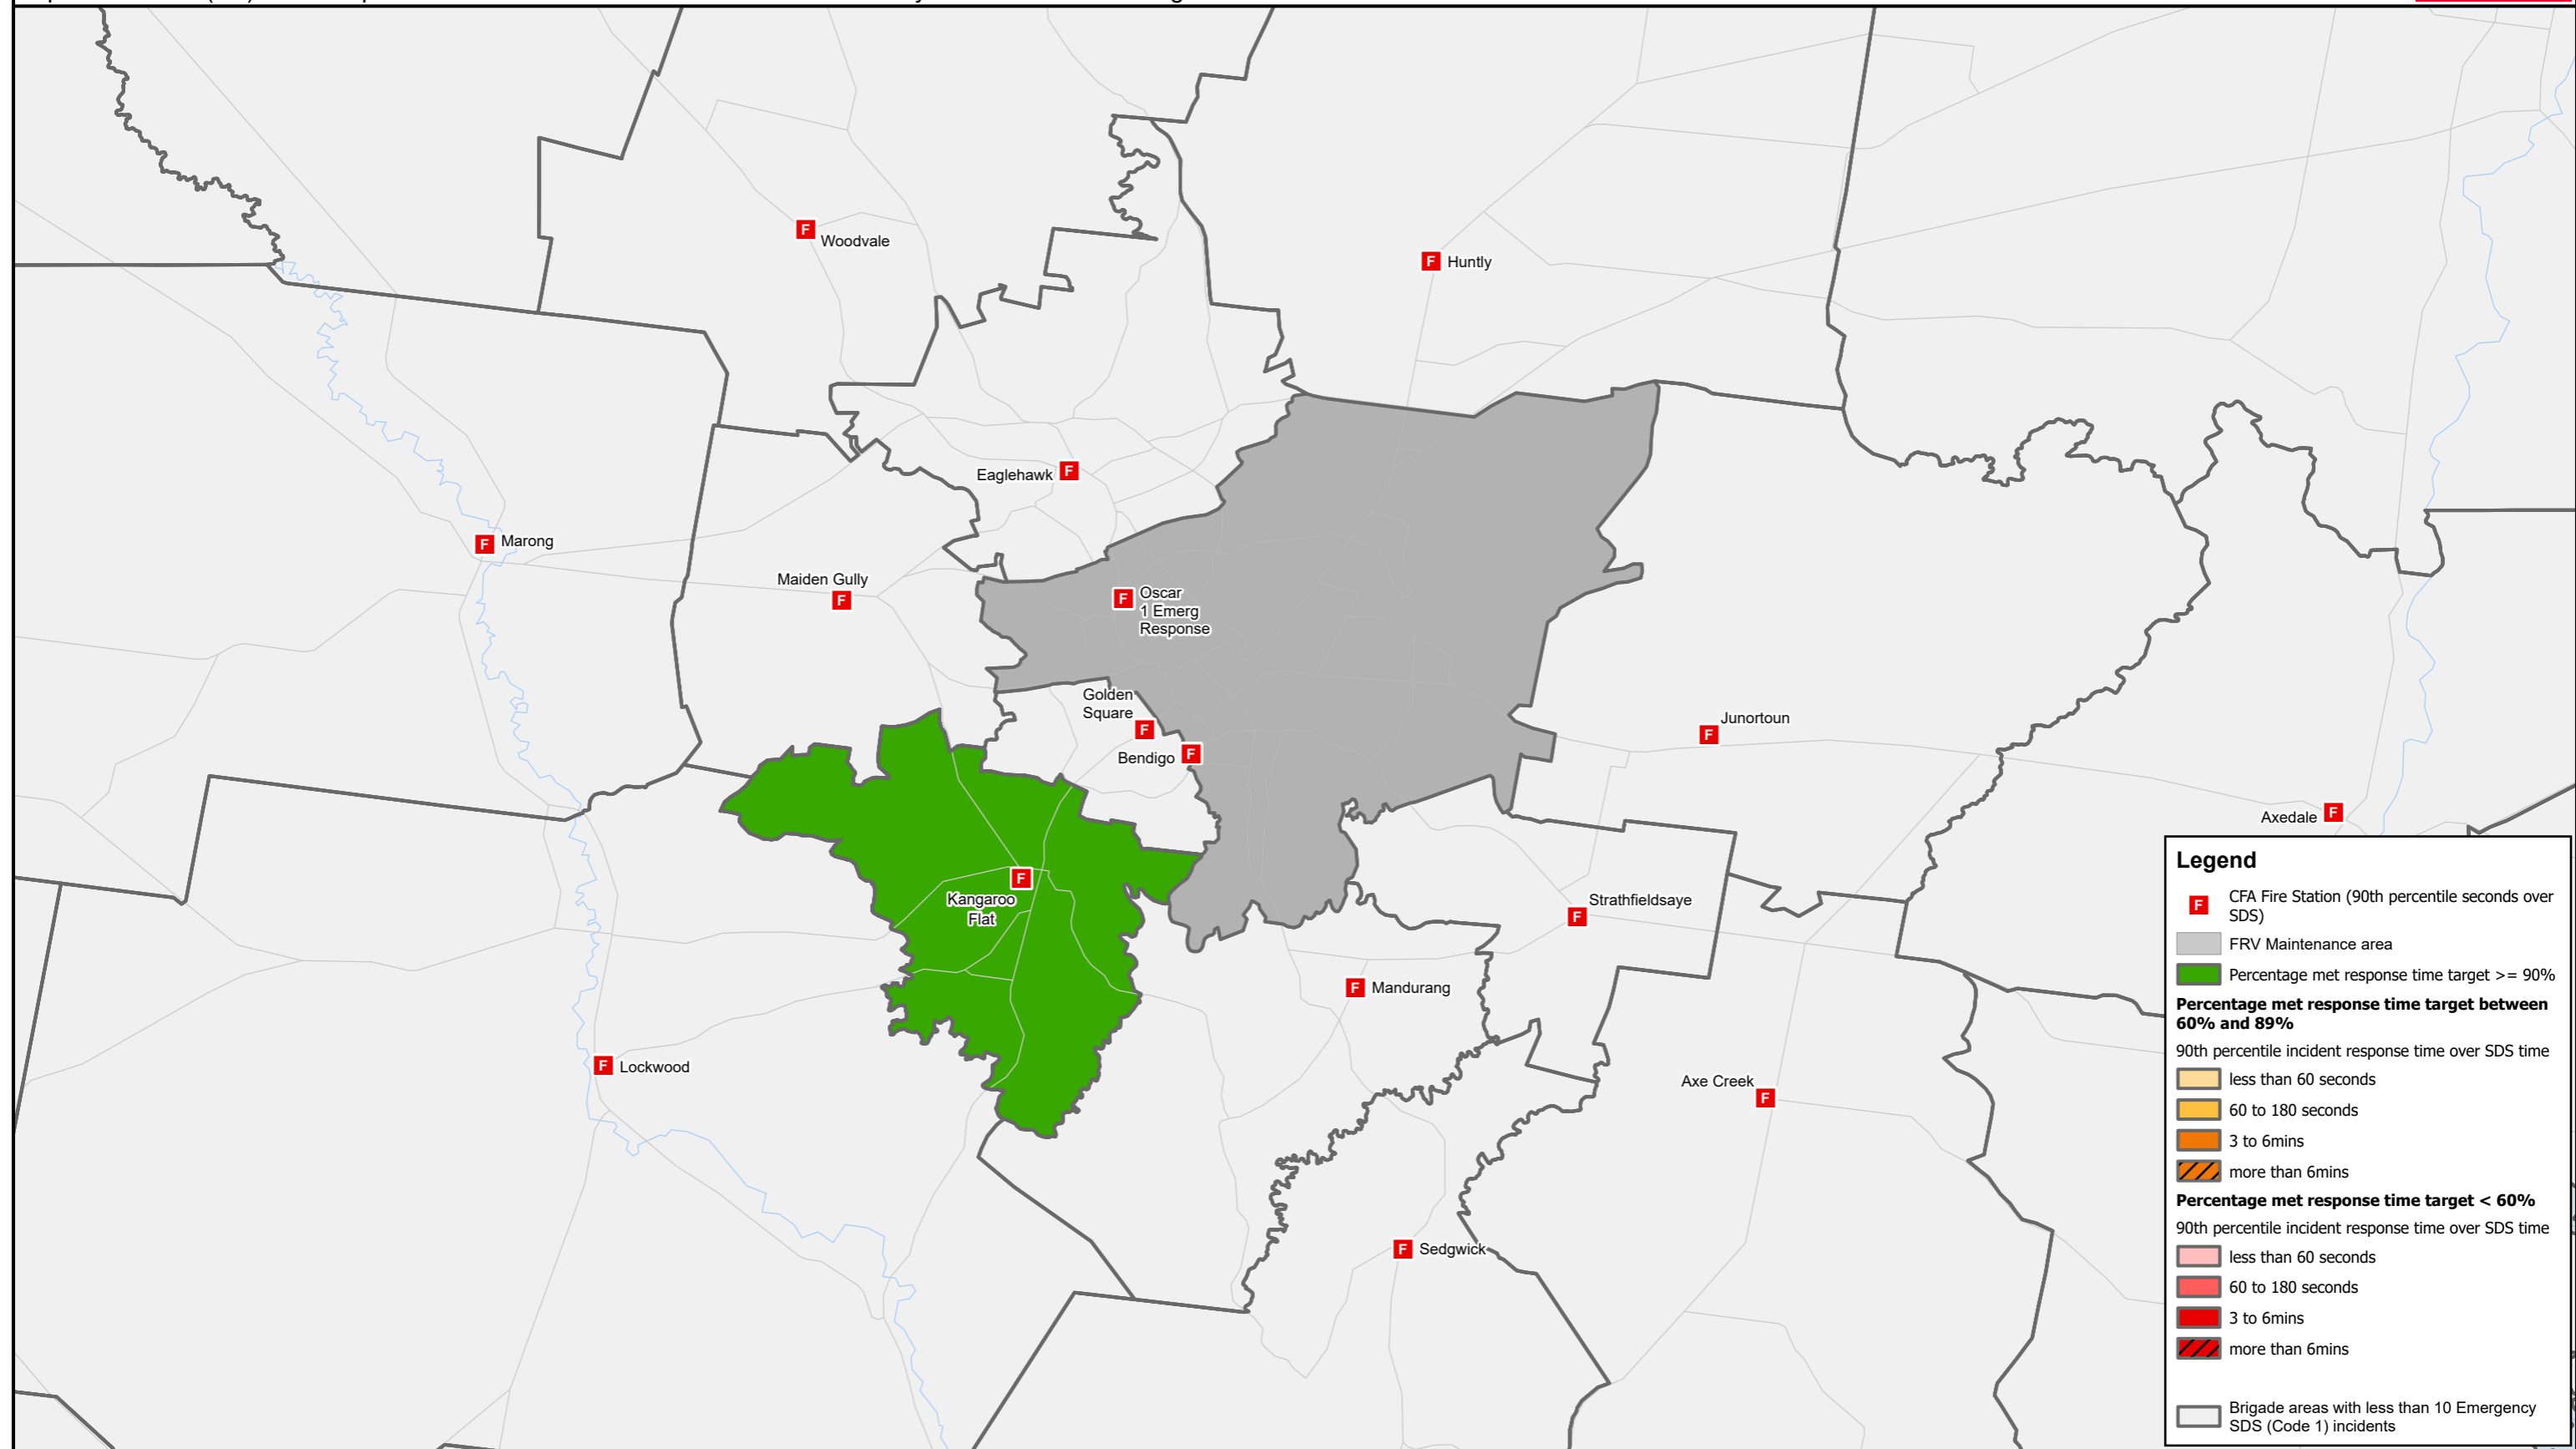 F
Woodvale
F
Huntly
Eaglehawk
F
F
Marong
Maiden Gully
F
F
Oscar
1 Emerg
Response
Golden
Square
F
Bendigo
F
Junortoun
F
Axedale
F
Kangaroo
Flat
F
Strathfieldsaye
F
F
Mandurang
F
Lockwood
Axe Creek
F
F
Sedgwick
Legend
F
CFA Fire Station (90th percentile seconds over
SDS)
FRV Maintenance area
Percentage met response time target >= 90%
Percentage met response time target between
60% and 89%
90th percentile incident response time over SDS time
less than 60 seconds
60 to 180 seconds
3 to 6mins
more than 6mins
Percentage met response time target < 60%
90th percentile incident response time over SDS time
less than 60 seconds
60 to 180 seconds
3 to 6mins
more than 6mins
Brigade areas with less than 10 Emergency
SDS (Code 1) incidents